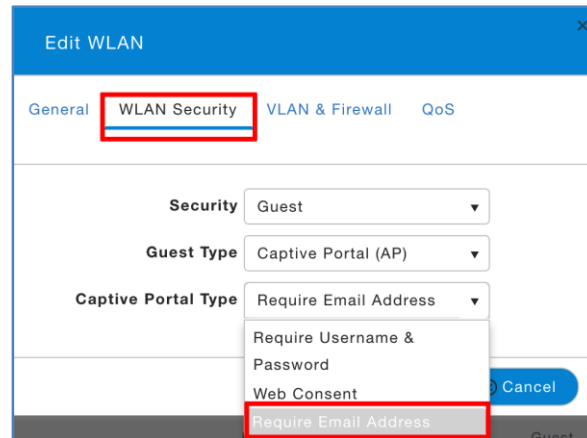 Edit WLAN
General WLAN Security VLAN & Firewall QoS
Security Guest
Guest Type Captive Portal (AP)
Captive Portal Type Require Email Address
Require Username &
Password
Web Consent
Cancel
Require Email Address
Guest